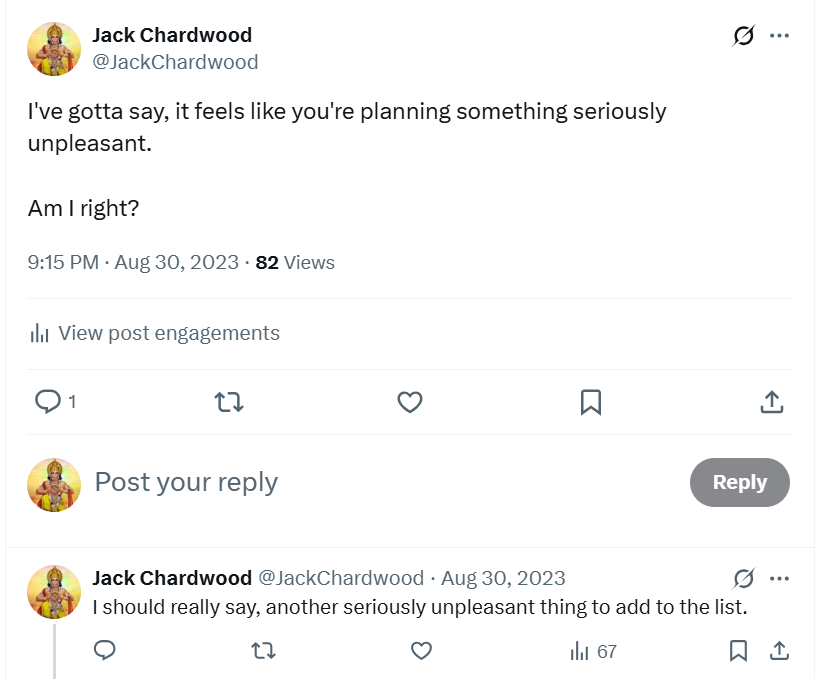 Jack Chardwood
@JackChardwood
I've gotta say, it feels like you're planning something seriously
unpleasant.
Am I right?
9:15 PM · Aug 30, 2023 · 82 Views
View post engagements
1
Post your reply
Reply
Jack Chardwood @JackChardwood · Aug 30, 2023
I should really say, another seriously unpleasant thing to add to the list.
67